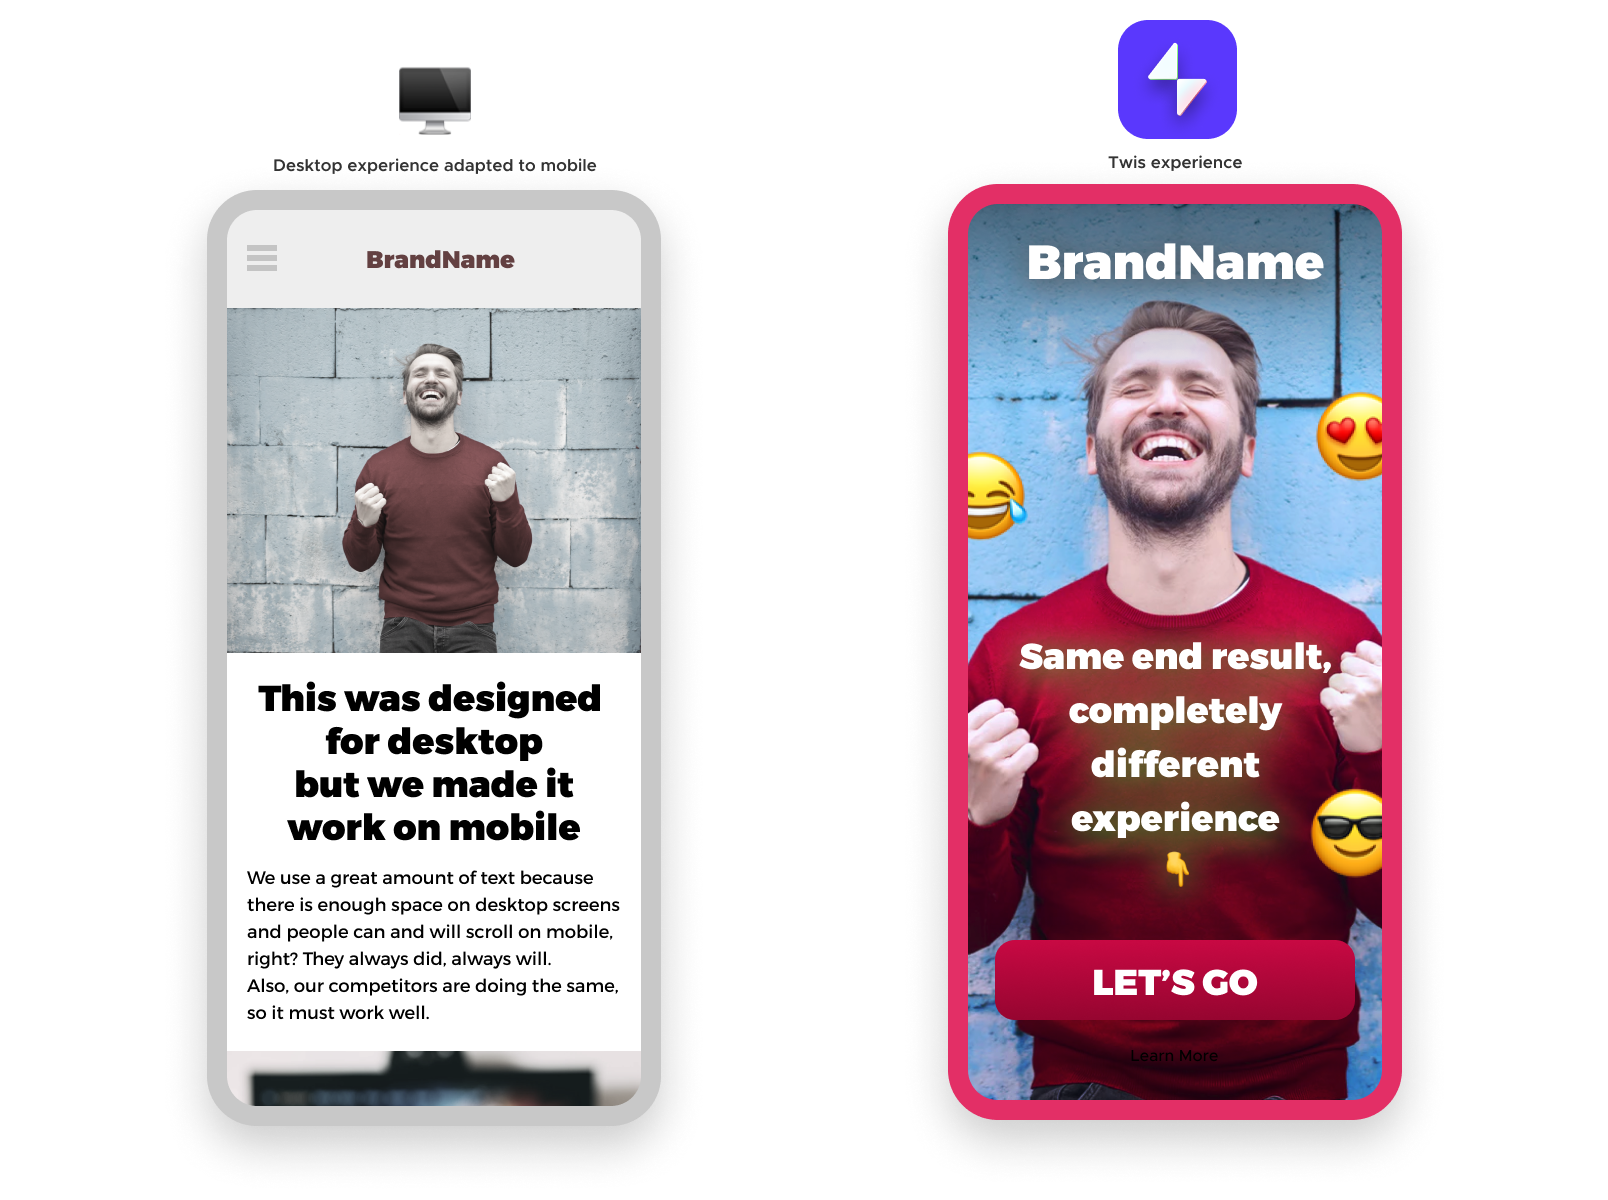 Desktop experience adapted to mobile
BrandName
This was designed
for desktop
but we made it
work on mobile
We use a great amount of text because
there is enough space on desktop screens
and people can and will scroll on mobile,
right? They always did, always will.
Also, our competitors are doing the same,
so it must work well.
Twis experience
BrandName
Same end result,
completely
different
experience
👇
LET’S GO
Learn More